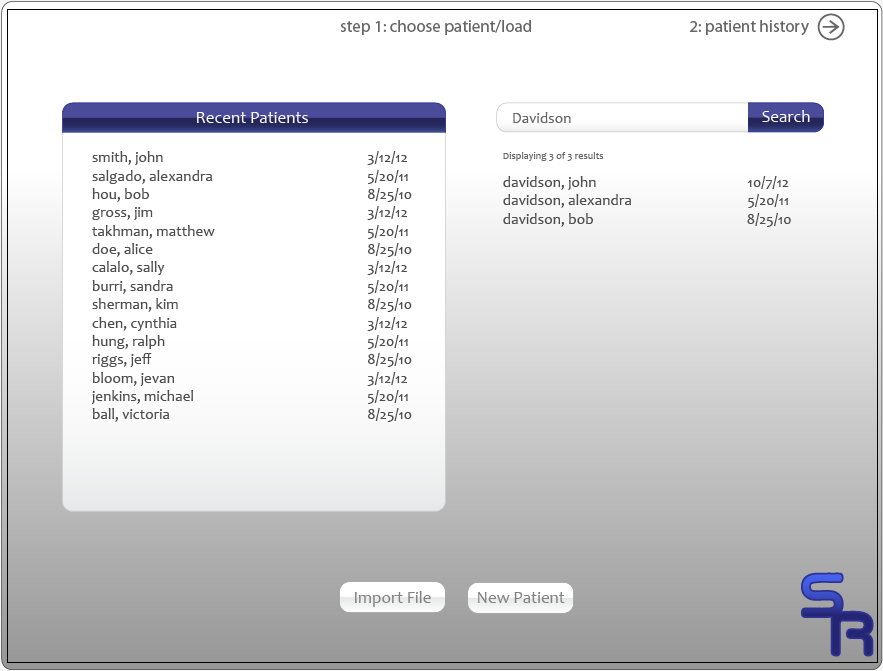 step 1: choose patient/load
2: patient history
Recent Patients
smith, john 3/12/12
salgado, alexandra 5/20/11
hou, bob 8/25/10
gross, jim 3/12/12
takhman, matthew 5/20/11
doe, alice 8/25/10
calalo, sally 3/12/12
burri, sandra 5/20/11
sherman, kim 8/25/10
chen, cynthia 3/12/12
hung, ralph 5/20/11
riggs, jeff 8/25/10
bloom, jevan 3/12/12
jenkins, michael 5/20/11
ball, victoria 8/25/10
Davidson Search
Displaying 3 of 3 results
davidson, john 10/7/12
davidson, alexandra 5/20/11
davidson, bob 8/25/10
Import File
New Patient
SR